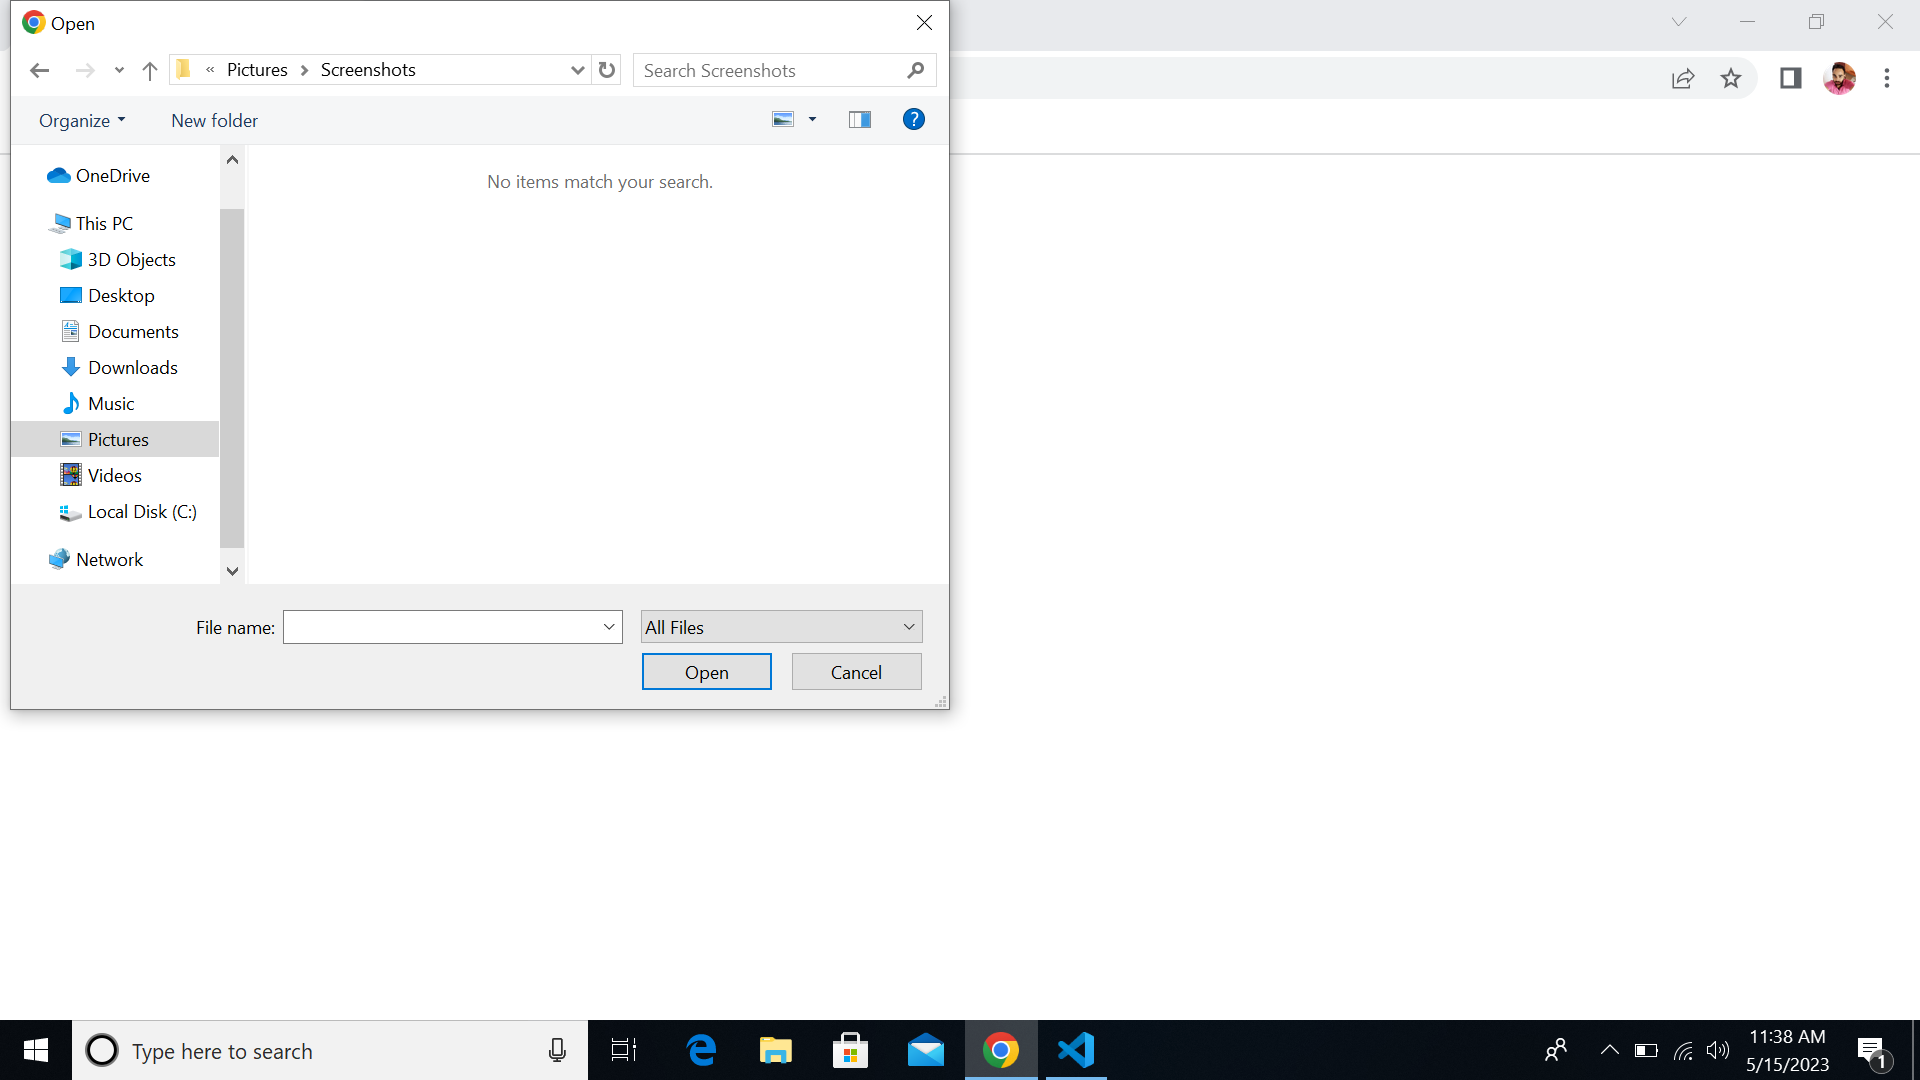 Open
« Pictures > Screenshots
Search Screenshots
Organize
New folder
?
OneDrive
No items match your search.
This PC
3D Objects
Desktop
Documents
Downloads
Music
Pictures
Videos
Local Disk (C:)
Network
File name:
All Files
Open
Cancel
Type here to search
11:38 AM
5/15/2023
1